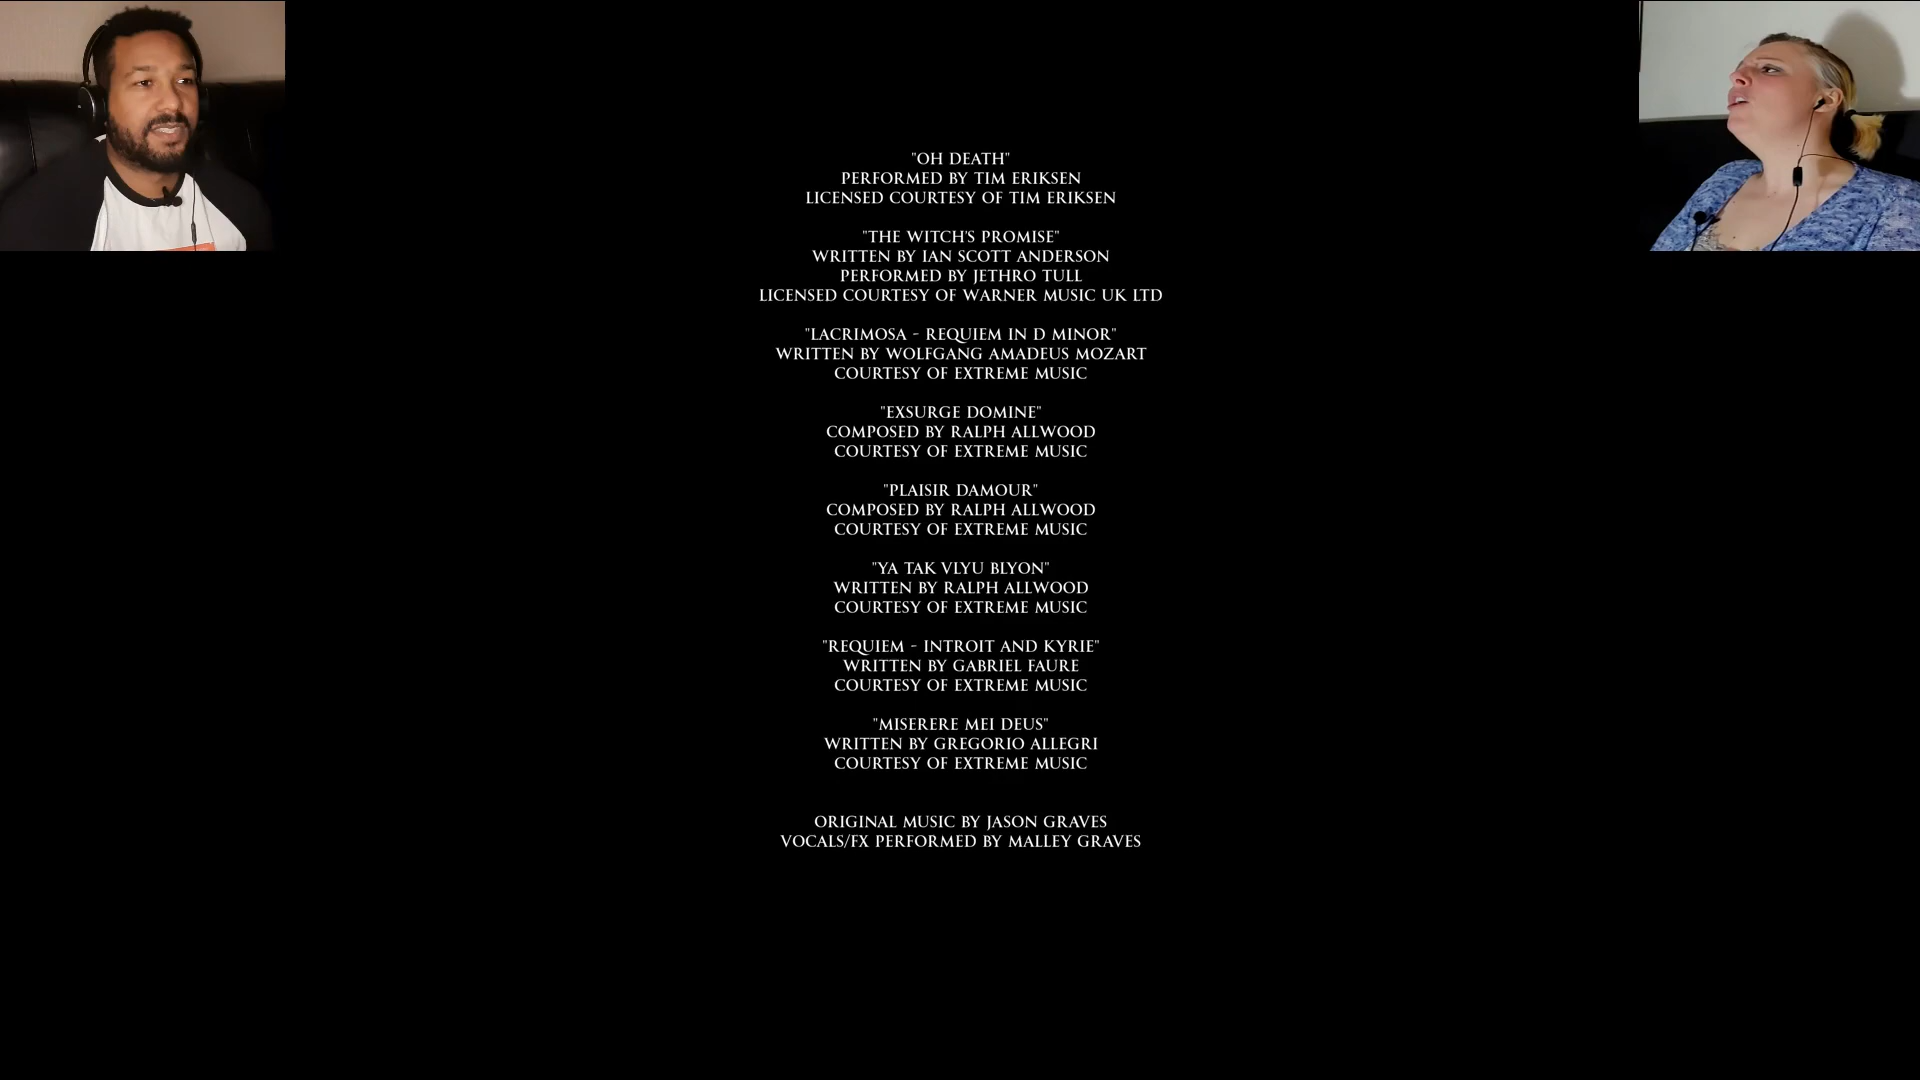 "OH DEATH"
PERFORMED BY TIM ERIKSEN
LICENSED COURTESY OF TIM ERIKSEN
"THE WITCH'S PROMISE"
WRITTEN BY IAN SCOTT ANDERSON
PERFORMED BY JETHRO TULL
LICENSED COURTESY OF WARNER MUSIC UK LTD
"LACRIMOSA - REQUIEM IN D MINOR"
WRITTEN BY WOLFGANG AMADEUS MOZART
COURTESY OF EXTREME MUSIC
"EXSURGE DOMINE"
COMPOSED BY RALPH ALLWOOD
COURTESY OF EXTREME MUSIC
"PLAISIR DAMOUR"
COMPOSED BY RALPH ALLWOOD
COURTESY OF EXTREME MUSIC
"YA TAK VLYU BLYON"
WRITTEN BY RALPH ALLWOOD
COURTESY OF EXTREME MUSIC
"REQUIEM - INTROIT AND KYRIE"
WRITTEN BY GABRIEL FAURE
COURTESY OF EXTREME MUSIC
"MISERERE MEI DEUS"
WRITTEN BY GREGORIO ALLEGRI
COURTESY OF EXTREME MUSIC
ORIGINAL MUSIC BY JASON GRAVES
VOCALS/FX PERFORMED BY MALLEY GRAVES